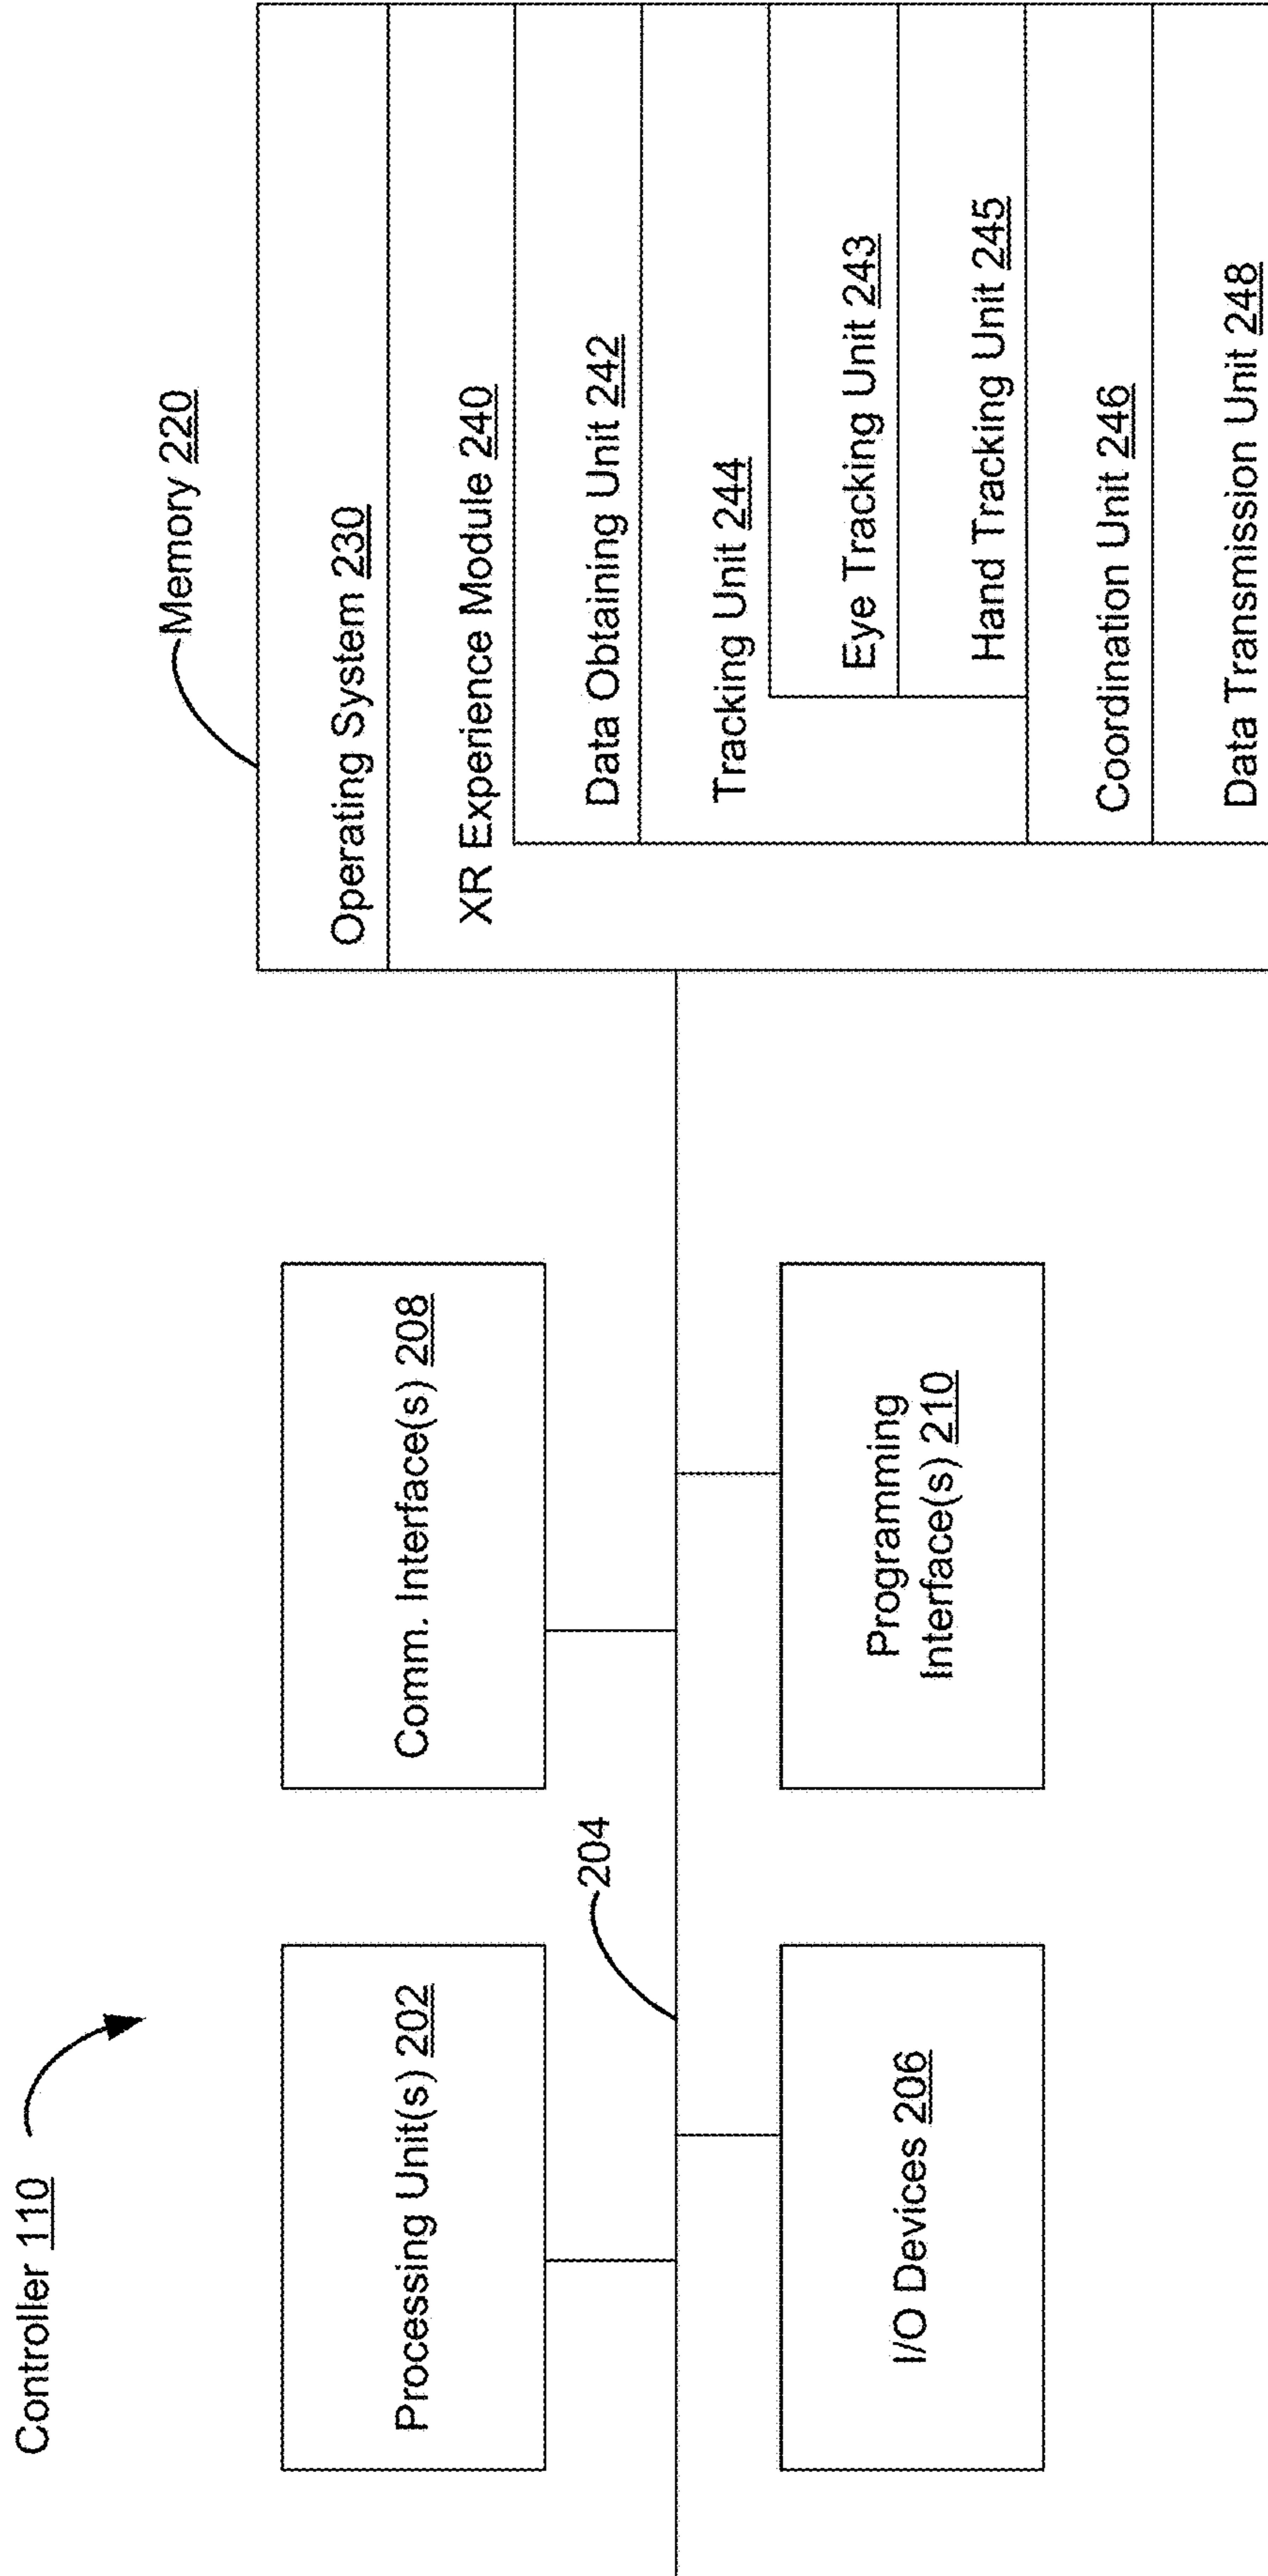 Controller 110
Processing Unit(s) 202
Comm. Interface(s) 208
204
I/O Devices 206
Programming
Interface(s) 210
Memory 220
Operating System 230
XR Experience Module 240
Data Obtaining Unit 242
Tracking Unit 244
Eye Tracking Unit 243
Hand Tracking Unit 245
Coordination Unit 246
Data Transmission Unit 248